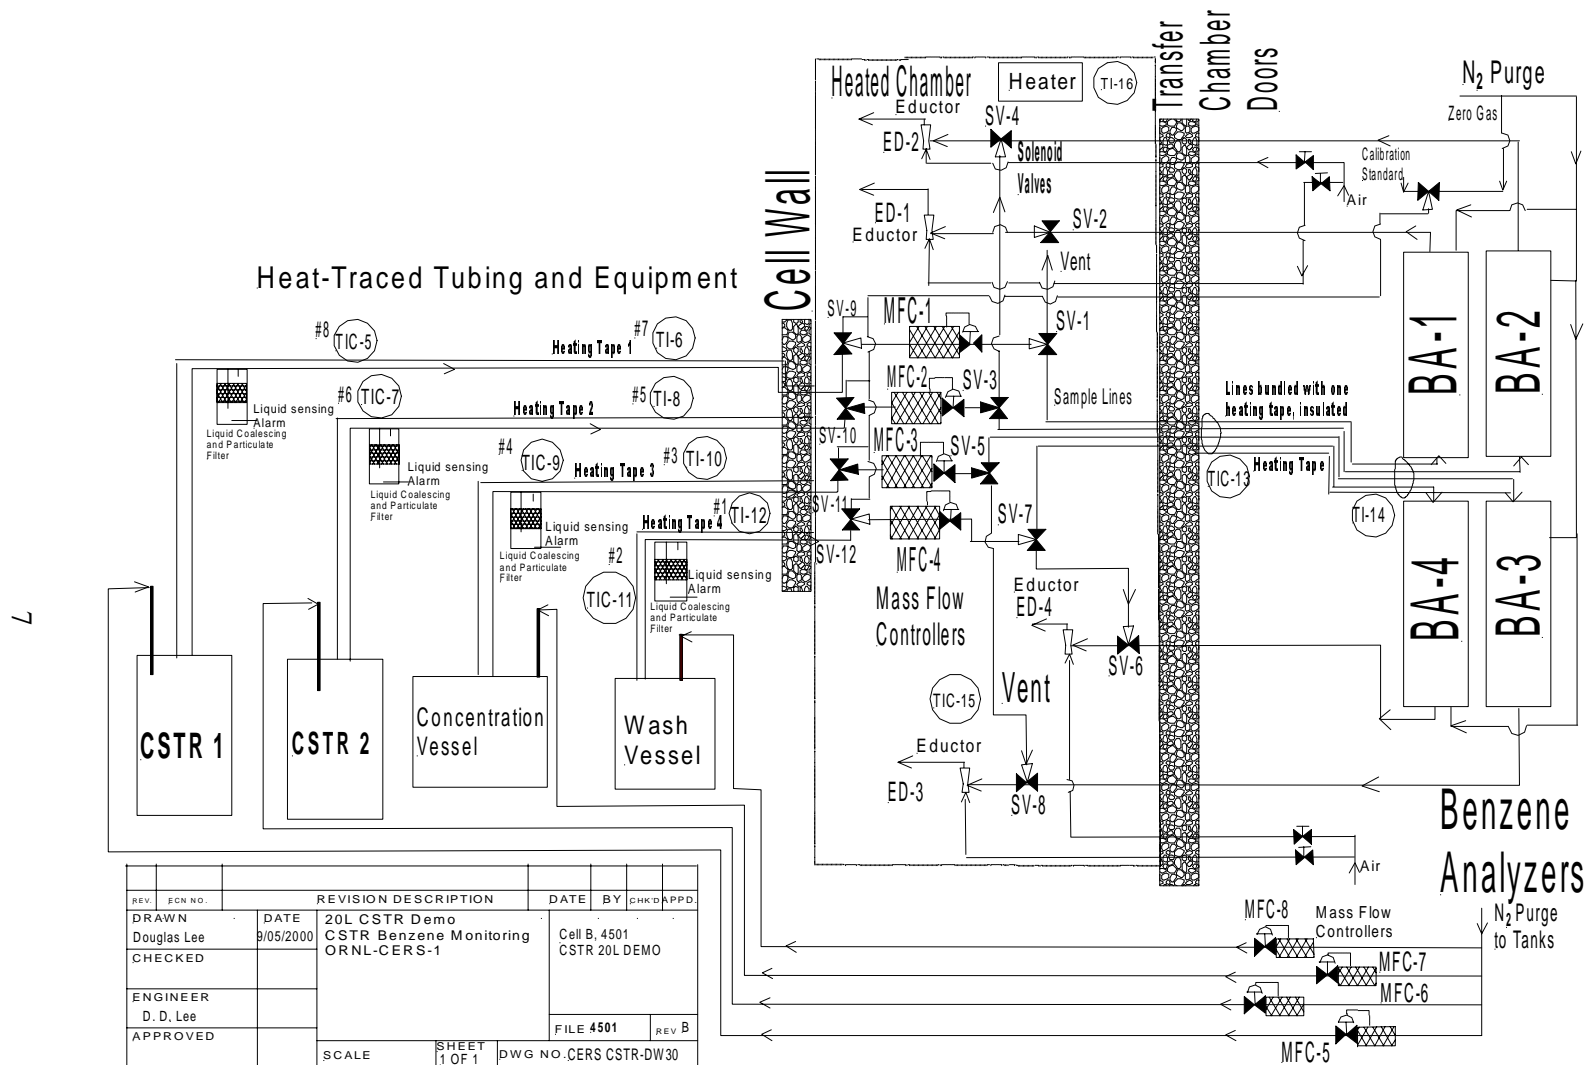 Heated Chamber
Heater
TI-16
Transfer
Chamber
Doors
N2 Purge
Zero Gas
Eductor
ED-2
SV-4
Solenoid
Valves
Calibration
Standard
Air
ED-1
Eductor
SV-2
Vent
Cell Wall
Heat-Traced Tubing and Equipment
SV-9
MFC-1
SV-1
BA-1
BA-2
#8
TIC-5
Heating Tape 1
#7
TI-6
MFC-2
SV-3
Sample Lines
Lines bundled with one
heating tape, insulated
#6
TIC-7
Heating Tape 2
#5
TI-8
SV-10
Liquid sensing
Alarm
Liquid Coalescing
and Particulate
Filter
#4
TIC-9
Heating Tape 3
#3
TI-10
MFC-3
SV-5
TIC-13
Heating Tape
Liquid sensing
Alarm
Liquid Coalescing
and Particulate
Filter
#1
TI-12
SV-11
Heating Tape 4
SV-7
TI-14
Liquid sensing
Alarm
Liquid Coalescing
and Particulate
Filter
#2
TIC-11
SV-12
MFC-4
Liquid sensing
Alarm
Liquid Coalescing
and Particulate
Filter
Mass Flow
Controllers
Eductor
ED-4
SV-6
BA-4
BA-3
7
TIC-15
Vent
CSTR 1
CSTR 2
Concentration
Vessel
Wash
Vessel
Eductor
ED-3
SV-8
Benzene
Analyzers
Air
MFC-8
Mass Flow
Controllers
N2 Purge
to Tanks
MFC-7
MFC-6
MFC-5
REV. ECN NO. REVISION DESCRIPTION DATE BY CHK'D APPD.
DRAWN DATE
Douglas Lee 9/05/2000
20L CSTR Demo
CSTR Benzene Monitoring
ORNL-CERS-1
Cell B, 4501
CSTR 20L DEMO
CHECKED
ENGINEER
D. D, Lee
APPROVED
FILE 4501 REV B
SCALE
SHEET
1 OF 1
DWG NO. CERS CSTR-DW30